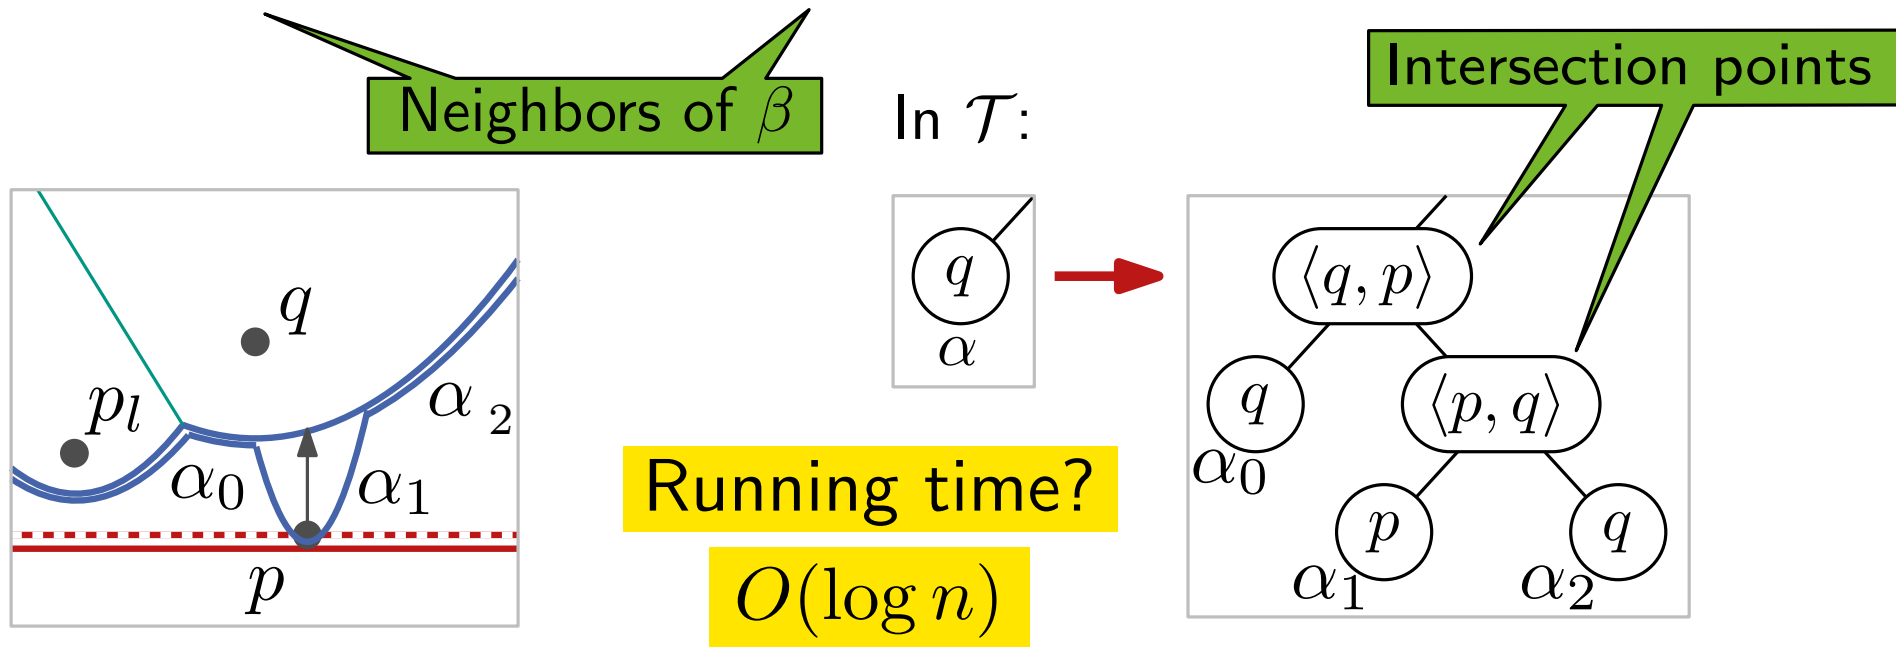 Neighbors of β
In 𝒯:
Intersection points
q
p_l
α_0
α_1
α_2
p
q
α
⟨q, p⟩
q
α_0
⟨p, q⟩
p
α_1
q
α_2
Running time?
O(log n)